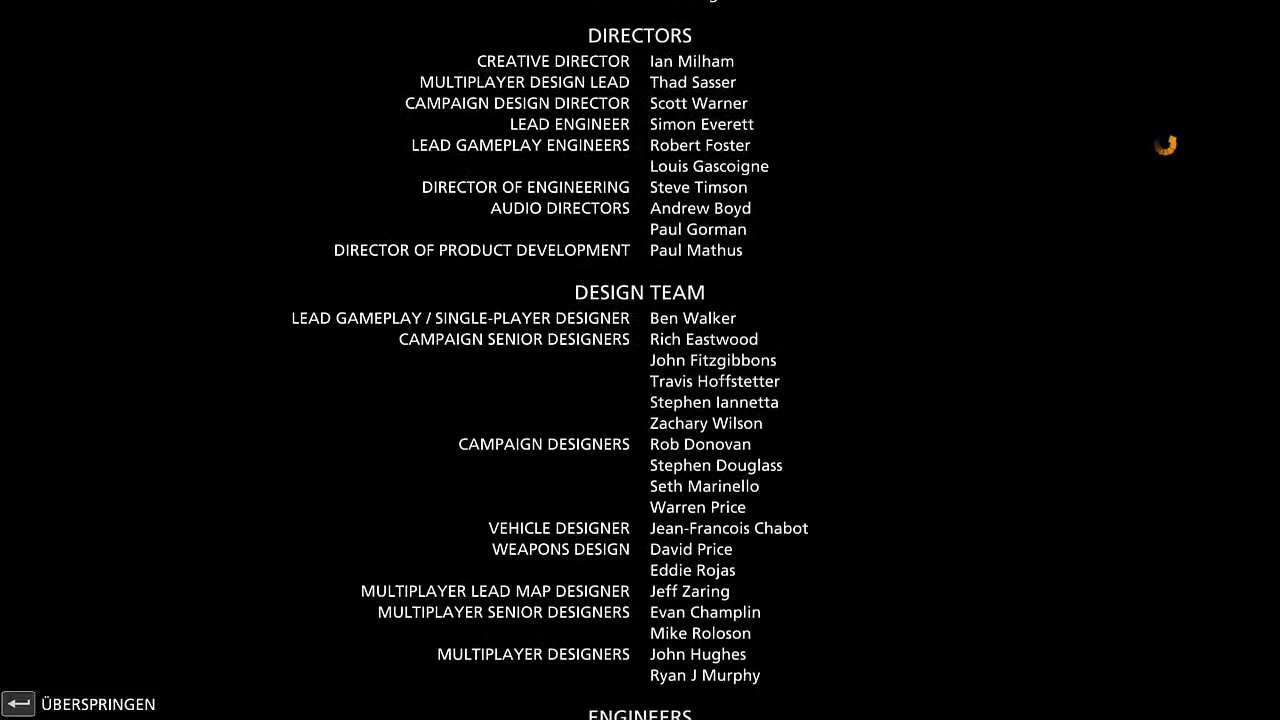 DIRECTORS
CREATIVE DIRECTOR Ian Milham
MULTIPLAYER DESIGN LEAD Thad Sasser
CAMPAIGN DESIGN DIRECTOR Scott Warner
LEAD ENGINEER Simon Everett
LEAD GAMEPLAY ENGINEERS Robert Foster
Louis Gascoigne
DIRECTOR OF ENGINEERING Steve Timson
AUDIO DIRECTORS Andrew Boyd
Paul Gorman
DIRECTOR OF PRODUCT DEVELOPMENT Paul Mathus
DESIGN TEAM
LEAD GAMEPLAY / SINGLE-PLAYER DESIGNER Ben Walker
CAMPAIGN SENIOR DESIGNERS Rich Eastwood
John Fitzgibbons
Travis Hoffstetter
Stephen Iannetta
Zachary Wilson
CAMPAIGN DESIGNERS Rob Donovan
Stephen Douglass
Seth Marinello
Warren Price
VEHICLE DESIGNER Jean-Francois Chabot
WEAPONS DESIGN David Price
Eddie Rojas
MULTIPLAYER LEAD MAP DESIGNER Jeff Zaring
MULTIPLAYER SENIOR DESIGNERS Evan Champlin
Mike Roloson
MULTIPLAYER DESIGNERS John Hughes
Ryan J Murphy
ENGINEERS
ÜBERSPRINGEN